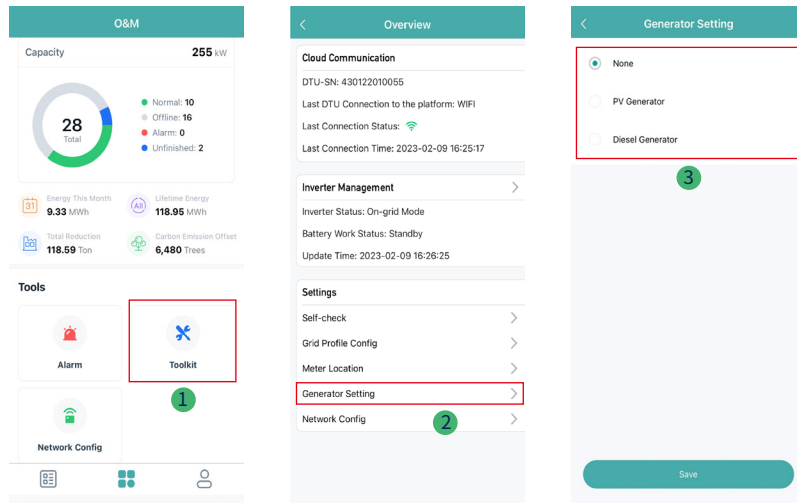 O&M
Capacity 255 kW
28
Total
Normal: 10
Offline: 16
Alarm: 0
Unfinished: 2
31
Energy This Month
9.33 MWh
All
Lifetime Energy
118.95 MWh
Total Reduction
118.59 Ton
Carbon Emission Offset
6,480 Trees
Tools
Alarm
Toolkit
1
Network Config
Overview
Cloud Communication
DTU-SN: 430122010055
Last DTU Connection to the platform: WIFI
Last Connection Status:
Last Connection Time: 2023-02-09 16:25:17
Inverter Management
Inverter Status: On-grid Mode
Battery Work Status: Standby
Update Time: 2023-02-09 16:26:25
Settings
Self-check
Grid Profile Config
Meter Location
Generator Setting
Network Config
2
Generator Setting
None
PV Generator
Diesel Generator
3
Save